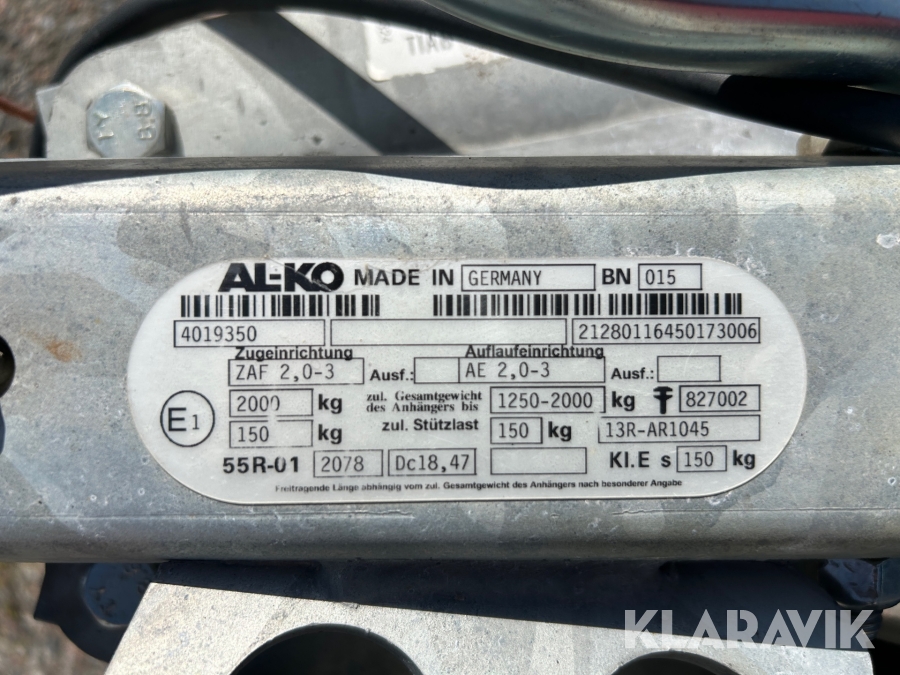 AL-KO MADE IN GERMANY BN 015
4019350 21280116450173006
Zugeinrichtung Auflaufeinrichtung
ZAF 2,0-3 Ausf.: AE 2,0-3 Ausf.:
E1 2000 kg zul. Gesamtgewicht des Anhängers bis 1250-2000 kg 827002
150 kg zul. Stützlast 150 kg 13R-AR1045
55R-01 2078 Dc18,47 Kl.E s 150 kg
Freitragende Länge abhängig vom zul. Gesamtgewicht des Anhängers nach besonderer Angabe
KLARAVIK